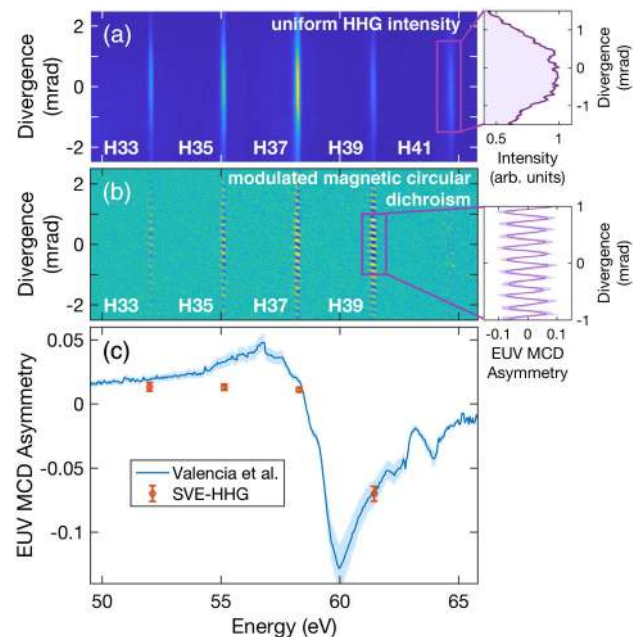 (a)
uniform HHG intensity
Divergence
(mrad)
2
0
-2
H33 H35 H37 H39 H41
Divergence
(mrad)
1
0
-1
0.6 1
Intensity
(arb. units)
(b)
modulated magnetic circular
dichroism
Divergence
(mrad)
2
0
-2
H33 H35 H37 H39
Divergence
(mrad)
1
0
-1
-0.1 0 0.1
EUV MCD
Asymmetry
(c)
EUV MCD Asymmetry
0.05
0
-0.05
-0.1
Valencia et al.
SVE-HHG
50 55 60 65
Energy (eV)